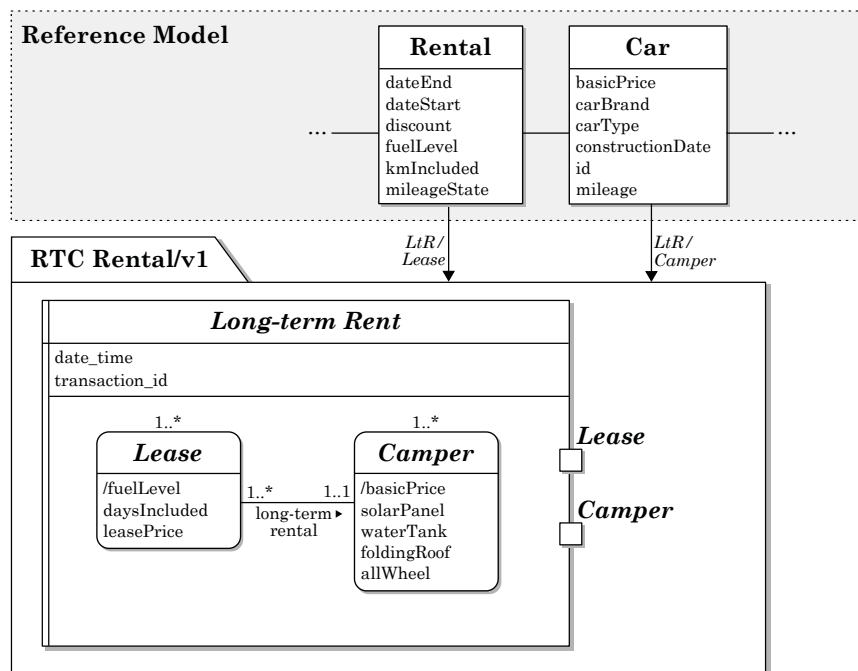 Reference Model
Rental
dateEnd
dateStart
discount
fuelLevel
kmIncluded
mileageState
Car
basicPrice
carBrand
carType
constructionDate
id
mileage
...
...
LtR/
Lease
LtR/
Camper
RTC Rental/v1
Long-term Rent
date_time
transaction_id
1..*
Lease
/fuelLevel
daysIncluded
leasePrice
1..*
1..1
long-term
rental
1..*
Camper
/basicPrice
solarPanel
waterTank
foldingRoof
allWheel
Lease
Camper